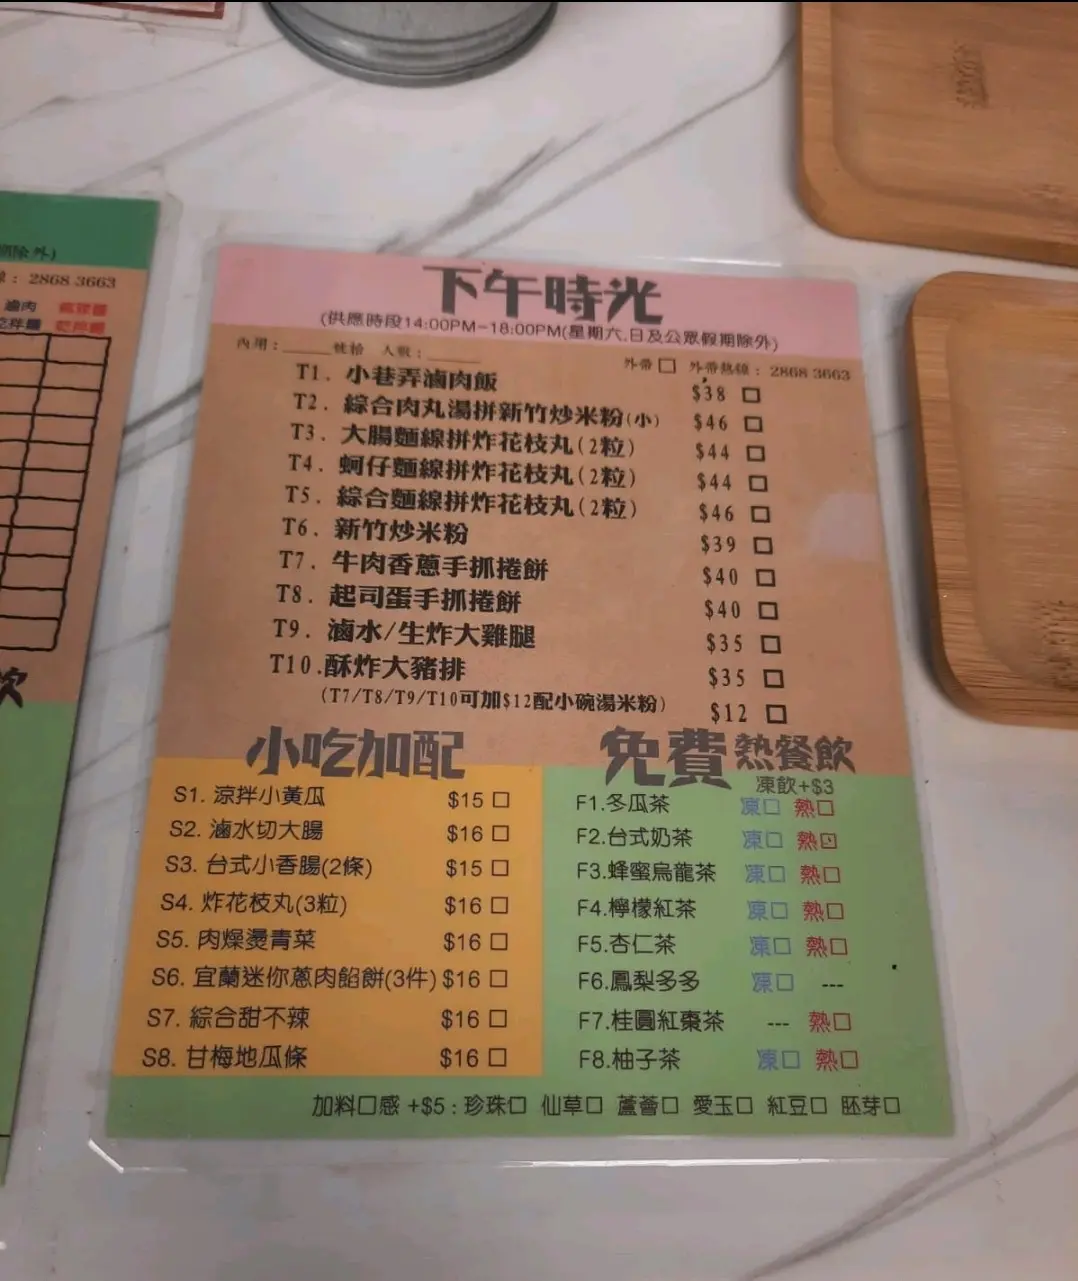 除外)
: 2868 3663
滷肉
下午時光
(供應時段14:00PM-18:00PM(星期六.日及公眾假期除外)
內用:_____號檯 人數:_____ 外帶☐ 外帶熱線: 2868 3663
T1. 小巷弄滷肉飯 $38 ☐
T2. 綜合肉丸湯拼新竹炒米粉(小) $46 ☐
T3. 大腸麵線拼炸花枝丸(2粒) $44 ☐
T4. 蚵仔麵線拼炸花枝丸(2粒) $44 ☐
T5. 綜合麵線拼炸花枝丸(2粒) $46 ☐
T6. 新竹炒米粉 $39 ☐
T7. 牛肉香蔥手抓捲餅 $40 ☐
T8. 起司蛋手抓捲餅 $40 ☐
T9. 滷水/生炸大雞腿 $35 ☐
T10.酥炸大豬排 $35 ☐
(T7/T8/T9/T10可加$12配小碗湯米粉) $12 ☐
小吃加配
S1. 涼拌小黃瓜 $15 ☐
S2. 滷水切大腸 $16 ☐
S3. 台式小香腸(2條) $15 ☐
S4. 炸花枝丸(3粒) $16 ☐
S5. 肉燥燙青菜 $16 ☐
S6. 宜蘭迷你蔥肉餡餅(3件) $16 ☐
S7. 綜合甜不辣 $16 ☐
S8. 甘梅地瓜條 $16 ☐
免費熱餐飲
凍飲+$3
F1.冬瓜茶 凍☐ 熱☐
F2.台式奶茶 凍☐ 熱☐
F3.蜂蜜烏龍茶 凍☐ 熱☐
F4.檸檬紅茶 凍☐ 熱☐
F5.杏仁茶 凍☐ 熱☐
F6.鳳梨多多 凍☐ ---
F7.桂圓紅棗茶 --- 熱☐
F8.柚子茶 凍☐ 熱☐
加料口感 +$5 : 珍珠☐ 仙草☐ 蘆薈☐ 愛玉☐ 紅豆☐ 胚芽☐